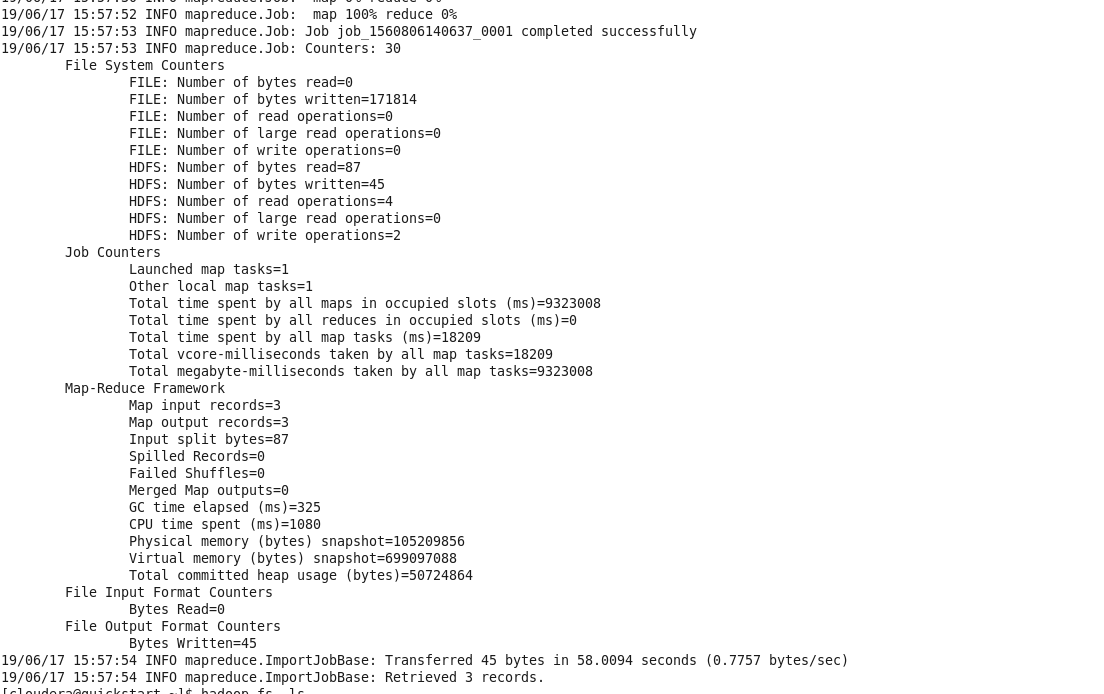 19/06/17 15:57:52 INFO mapreduce.Job:  map 100% reduce 0%
19/06/17 15:57:53 INFO mapreduce.Job: Job job_1560806140637_0001 completed successfully
19/06/17 15:57:53 INFO mapreduce.Job: Counters: 30
File System Counters
FILE: Number of bytes read=0
FILE: Number of bytes written=171814
FILE: Number of read operations=0
FILE: Number of large read operations=0
FILE: Number of write operations=0
HDFS: Number of bytes read=87
HDFS: Number of bytes written=45
HDFS: Number of read operations=4
HDFS: Number of large read operations=0
HDFS: Number of write operations=2
Job Counters
Launched map tasks=1
Other local map tasks=1
Total time spent by all maps in occupied slots (ms)=9323008
Total time spent by all reduces in occupied slots (ms)=0
Total time spent by all map tasks (ms)=18209
Total vcore-milliseconds taken by all map tasks=18209
Total megabyte-milliseconds taken by all map tasks=9323008
Map-Reduce Framework
Map input records=3
Map output records=3
Input split bytes=87
Spilled Records=0
Failed Shuffles=0
Merged Map outputs=0
GC time elapsed (ms)=325
CPU time spent (ms)=1080
Physical memory (bytes) snapshot=105209856
Virtual memory (bytes) snapshot=699097088
Total committed heap usage (bytes)=50724864
File Input Format Counters
Bytes Read=0
File Output Format Counters
Bytes Written=45
19/06/17 15:57:54 INFO mapreduce.ImportJobBase: Transferred 45 bytes in 58.0094 seconds (0.7757 bytes/sec)
19/06/17 15:57:54 INFO mapreduce.ImportJobBase: Retrieved 3 records.
[cloudera@quickstart ~]$ hadoop fs -ls